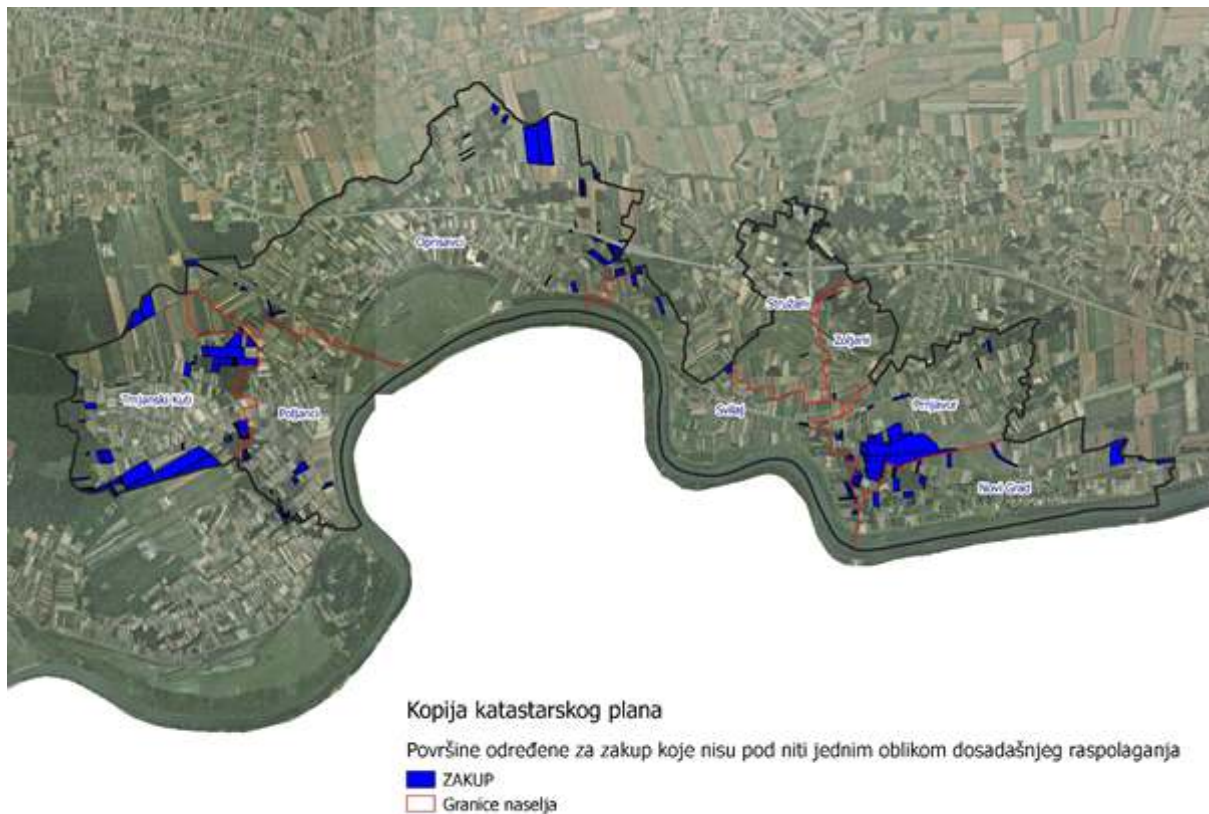 Oprisavci
Stružani
Zoljani
Trnjanski Kuti
Poljanci
Svilaj
Prnjavor
Novi Grad
Kopija katastarskog plana
Površine određene za zakup koje nisu pod niti jednim oblikom dosadašnjeg raspolaganja
ZAKUP
Granice naselja